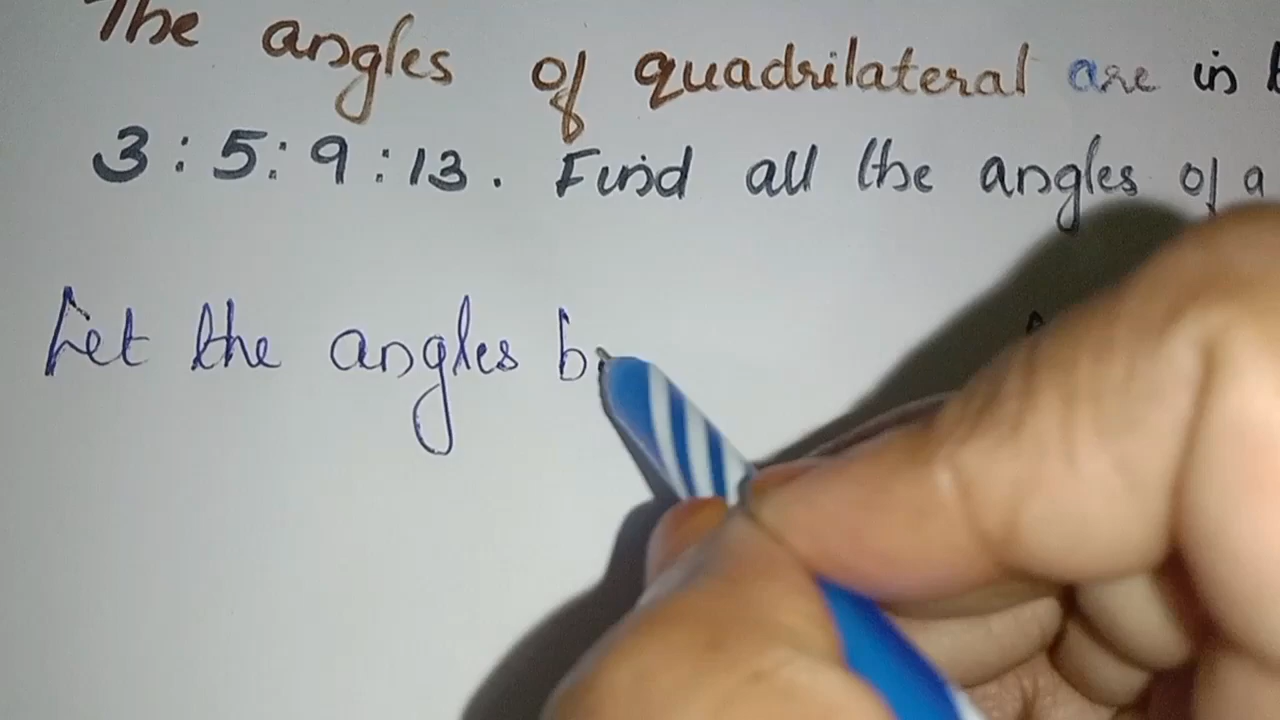 The angles of quadrilateral are in
3 : 5 : 9 : 13. Find all the angles of a
Let the angles